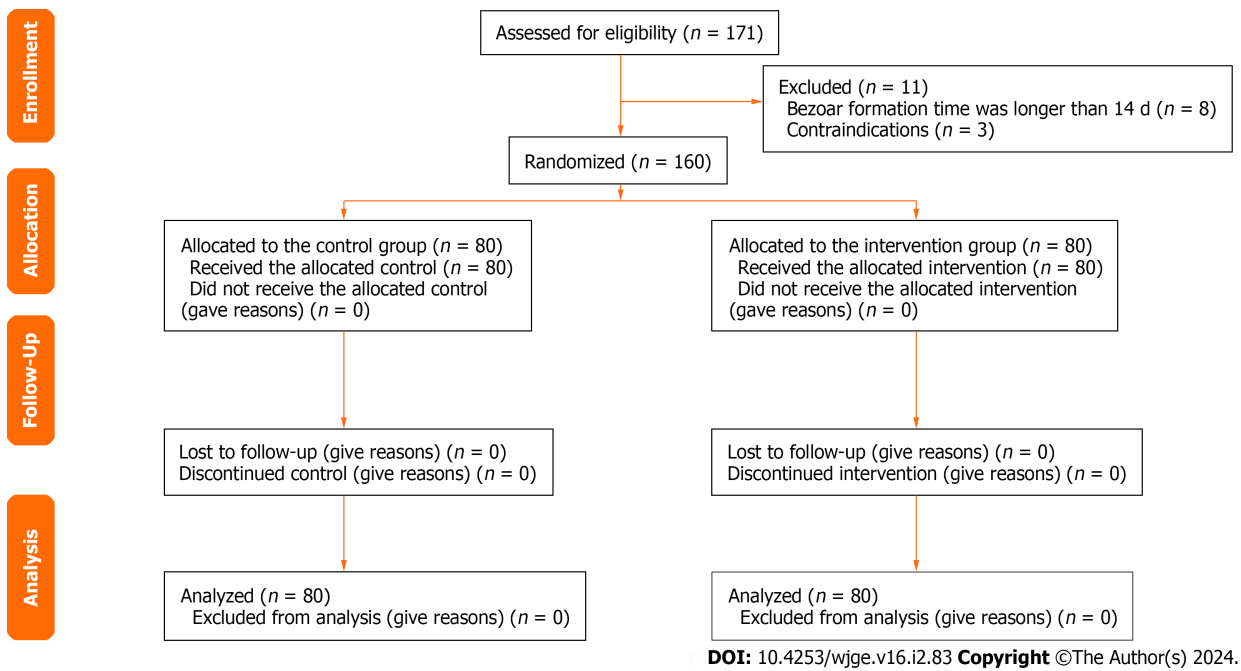 Enrollment
Assessed for eligibility (n = 171)
Excluded (n = 11)
Bezoar formation time was longer than 14 d (n = 8)
Contraindications (n = 3)
Randomized (n = 160)
Allocation
Allocated to the control group (n = 80)
Received the allocated control (n = 80)
Did not receive the allocated control
(gave reasons) (n = 0)
Allocated to the intervention group (n = 80)
Received the allocated intervention (n = 80)
Did not receive the allocated intervention
(gave reasons) (n = 0)
Follow-Up
Lost to follow-up (give reasons) (n = 0)
Discontinued control (give reasons) (n = 0)
Lost to follow-up (give reasons) (n = 0)
Discontinued intervention (give reasons) (n = 0)
Analysis
Analyzed (n = 80)
Excluded from analysis (give reasons) (n = 0)
Analyzed (n = 80)
Excluded from analysis (give reasons) (n = 0)
DOI: 10.4253/wjge.v16.i2.83 Copyright ©The Author(s) 2024.